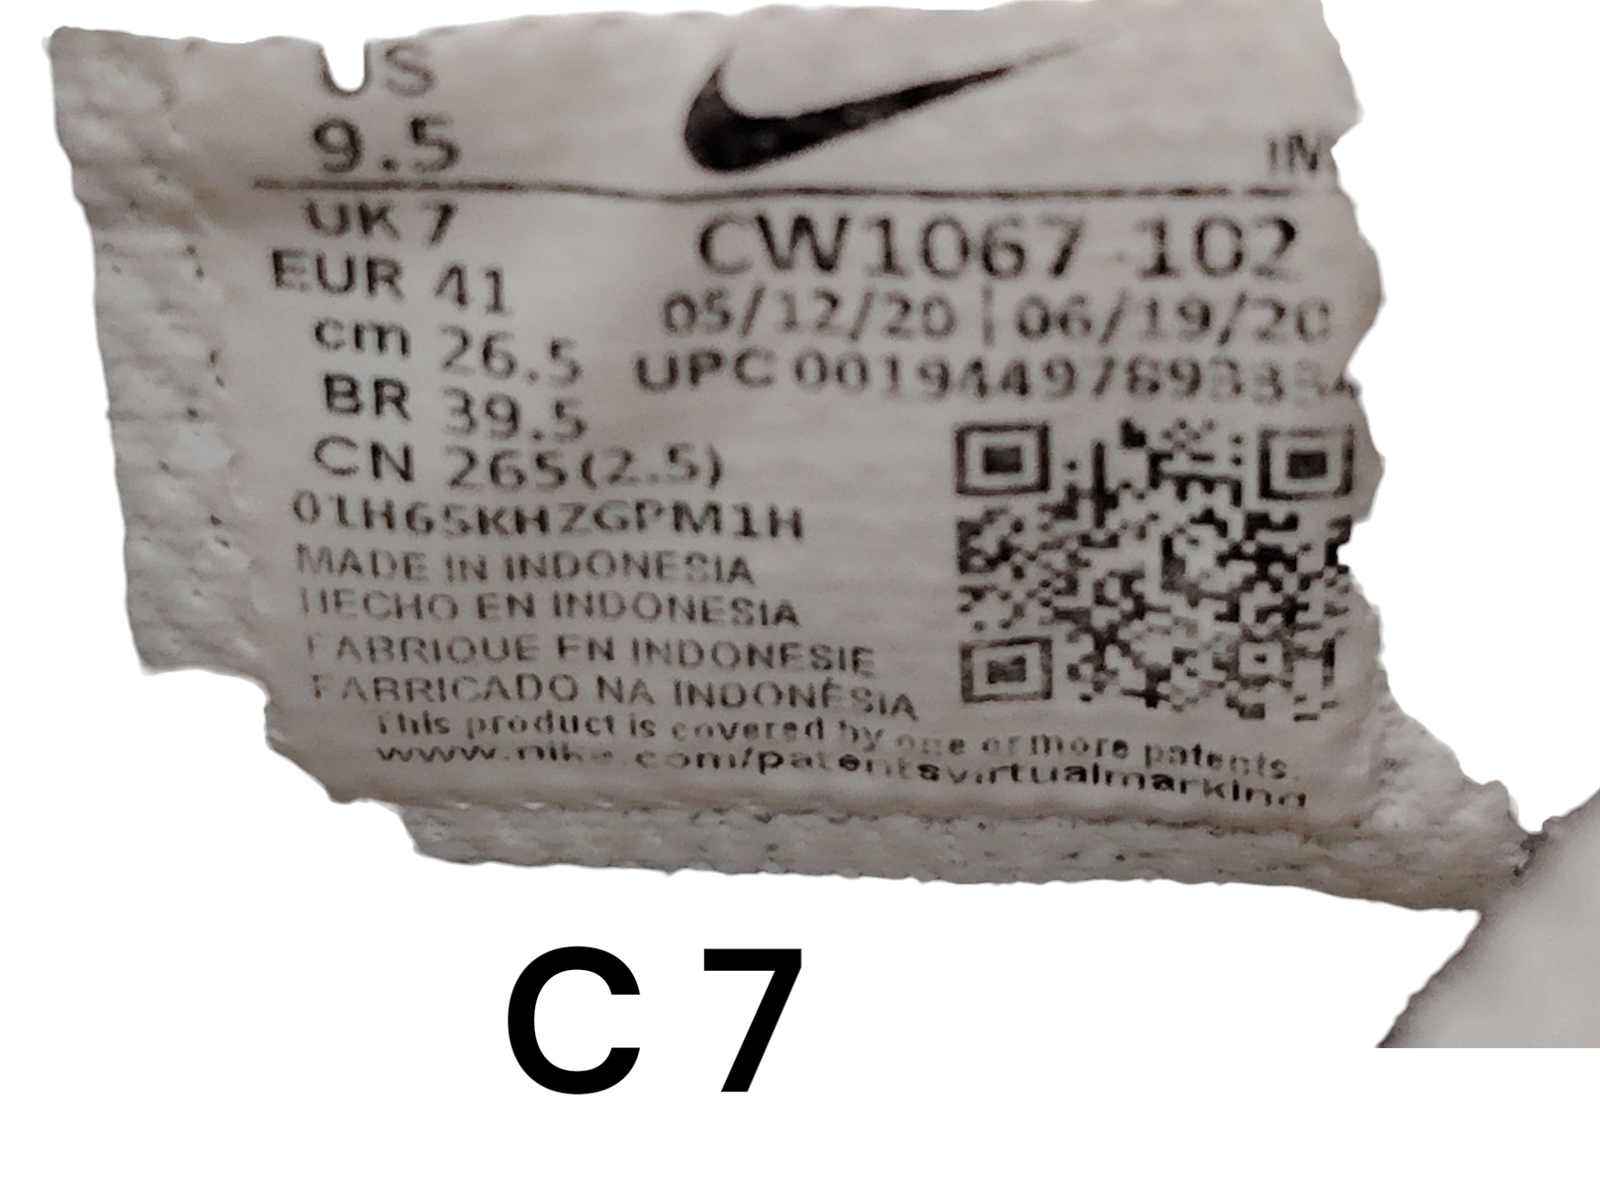 US
9.5
IN
UK 7
EUR 41
cm 26.5
BR 39.5
CN 265(2.5)
CW1067 102
05/12/20 | 06/19/20
UPC
01H65KHZGPM1H
MADE IN INDONESIA
HECHO EN INDONESIA
FABRIQUE EN INDONESIE
FABRICADO NA INDONÉSIA
This product is covered by one or more patents.
www.nike.com/patentsvirtualmarking
C 7